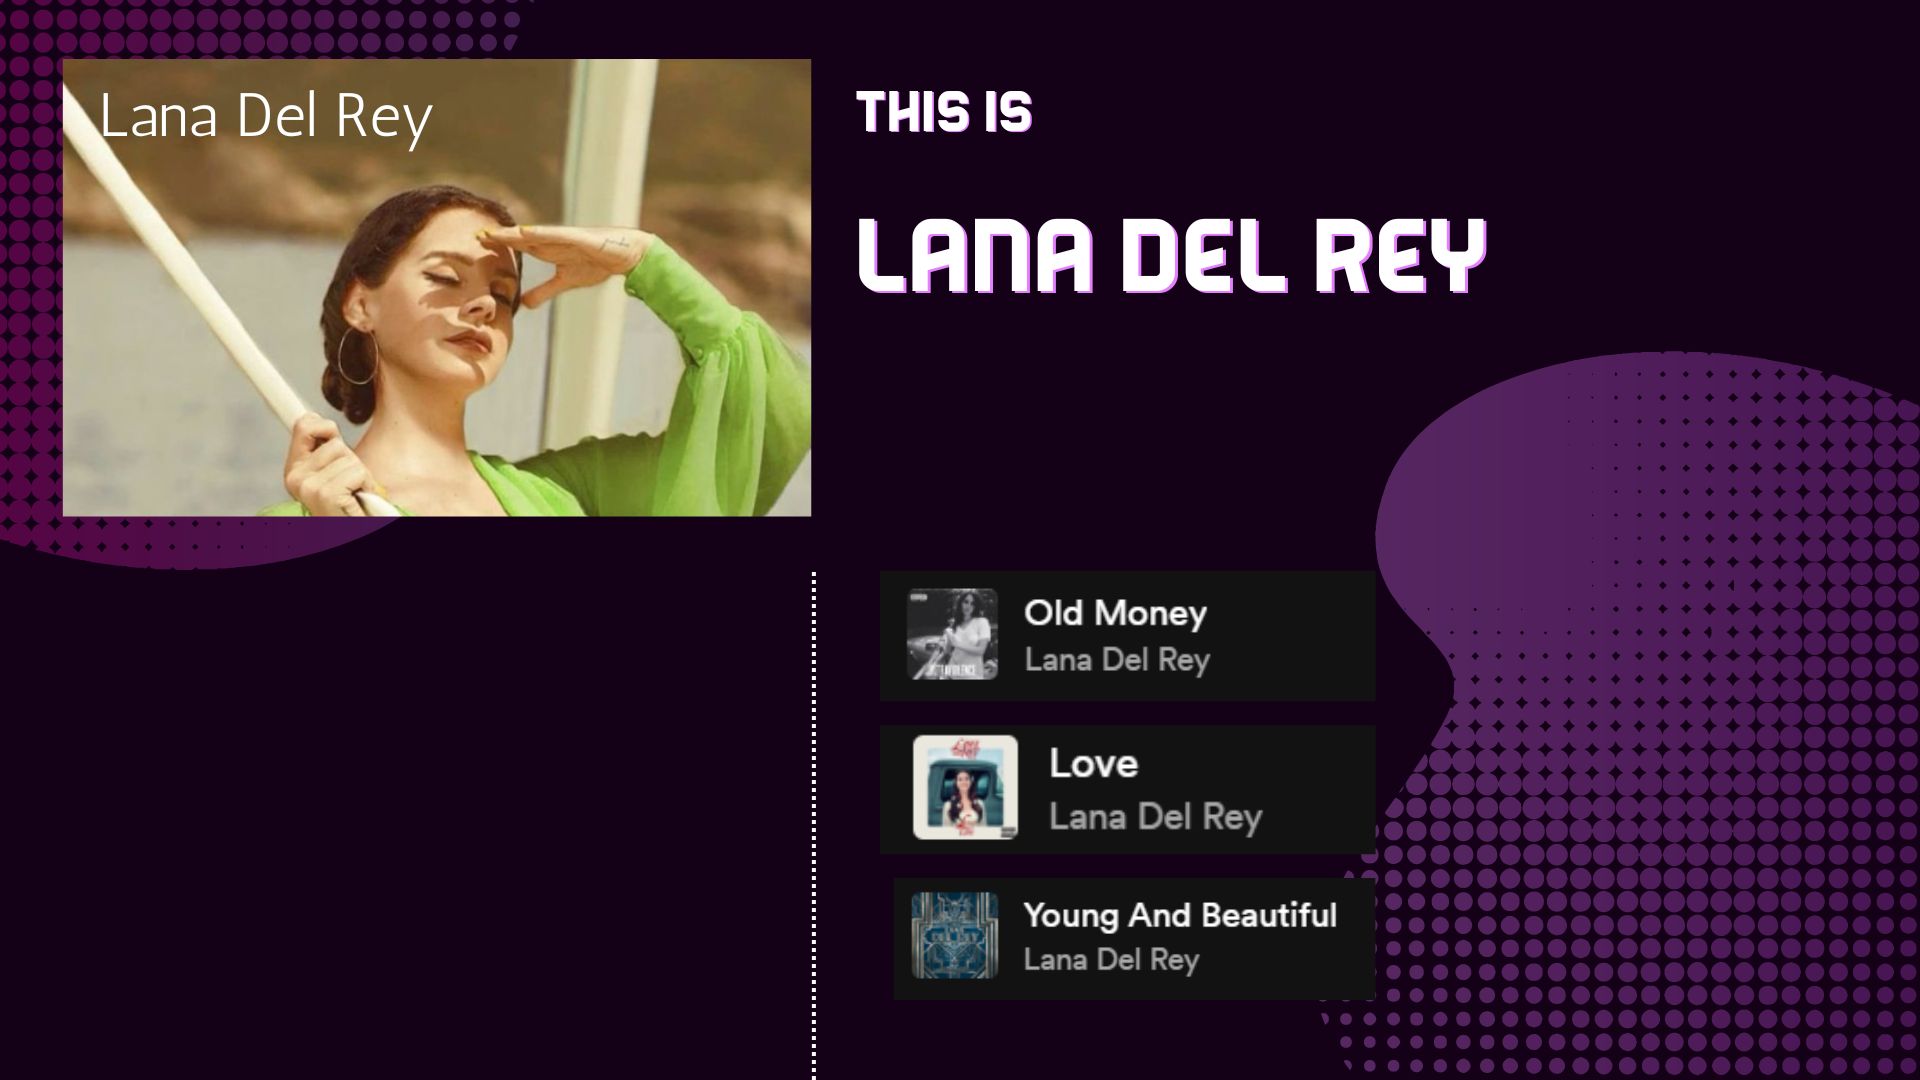 Lana Del Rey
THIS IS
LANA DEL REY
Old Money
Lana Del Rey
Love
Lana Del Rey
Young And Beautiful
Lana Del Rey